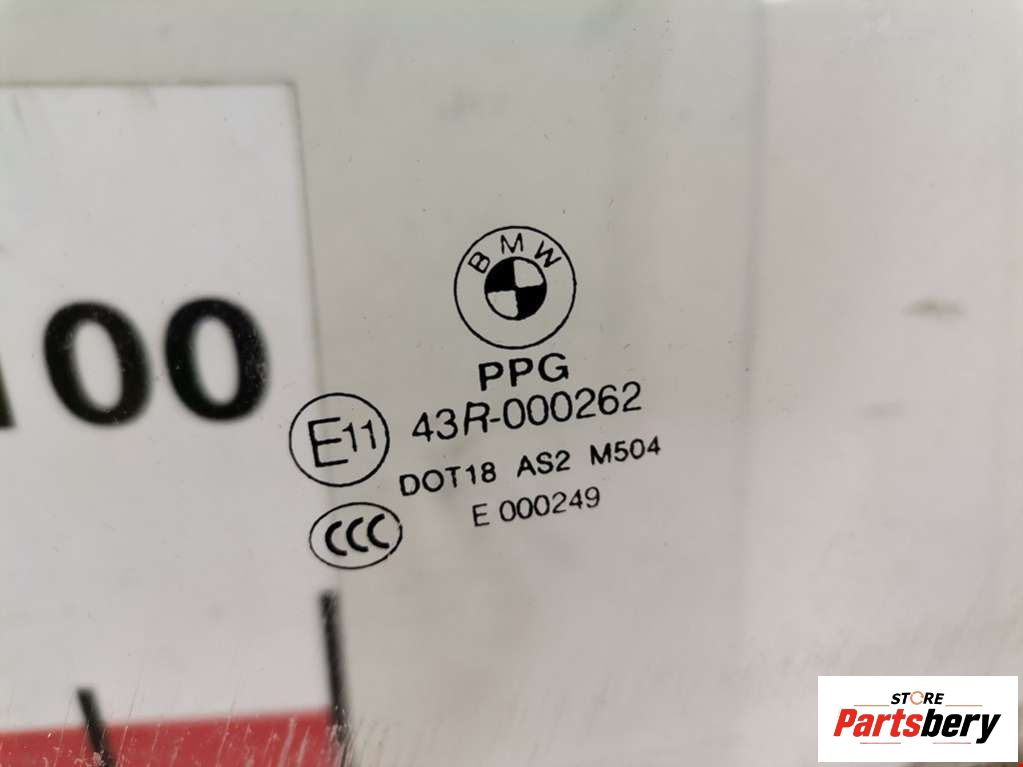 BMW
PPG
43R-000262
E11
DOT18 AS2 M504
E 000249
CCC
100
STORE
Partsbery